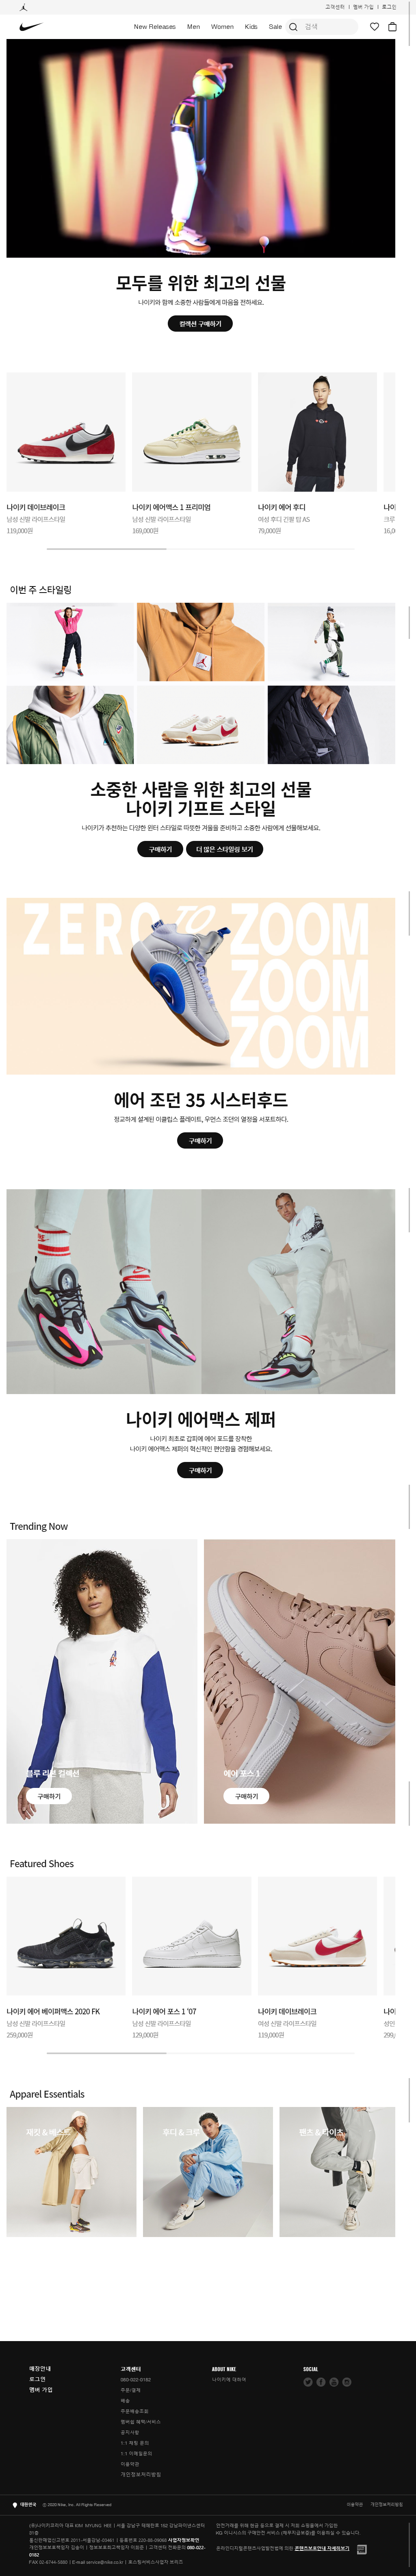 고객센터 | 멤버 가입 | 로그인
New Releases Men Women Kids Sale 검색
모두를 위한 최고의 선물
나이키와 함께 소중한 사람들에게 마음을 전하세요.
컬렉션 구매하기
나이키 데이브레이크
남성 신발 라이프스타일
119,000원
나이키 에어맥스 1 프리미엄
남성 신발 라이프스타일
169,000원
나이키 에어 후디
여성 후디 긴팔 탑 AS
79,000원
나이
크루
16,0
이번 주 스타일링
소중한 사람을 위한 최고의 선물
나이키 기프트 스타일
나이키가 추천하는 다양한 윈터 스타일로 따뜻한 겨울을 준비하고 소중한 사람에게 선물해보세요.
구매하기
더 많은 스타일링 보기
ZERO TO ZOOM
ZOOM
ZOOM
에어 조던 35 시스터후드
정교하게 설계된 이클립스 플레이트, 우먼스 조던의 열정을 서포트하다.
구매하기
나이키 에어맥스 제퍼
나이키 최초로 갑피에 에어 포드를 장착한
나이키 에어맥스 제퍼의 혁신적인 편안함을 경험해보세요.
구매하기
Trending Now
블루 리본 컬렉션
구매하기
에어 포스 1
구매하기
Featured Shoes
나이키 에어 베이퍼맥스 2020 FK
남성 신발 라이프스타일
259,000원
나이키 에어 포스 1 '07
남성 신발 라이프스타일
129,000원
나이키 데이브레이크
여성 신발 라이프스타일
119,000원
나이
성인
299,
Apparel Essentials
재킷 & 베스트
후디 & 크루
팬츠 & 타이츠
매장안내
로그인
멤버 가입
고객센터
080-022-0182
주문/결제
배송
주문배송조회
멤버십 혜택/서비스
공지사항
1:1 채팅 문의
1:1 이메일문의
이용약관
개인정보처리방침
ABOUT NIKE
나이키에 대하여
SOCIAL
대한민국 © 2020 Nike, Inc. All Rights Reserved
이용약관 개인정보처리방침
(유)나이키코리아 대표 KIM MYUNG HEE | 서울 강남구 테헤란로 152 강남파이낸스센터
31층
통신판매업신고번호 2011-서울강남-03461 | 등록번호 220-85-09068 사업자정보확인
고객센터 전화문의 080-022-
0182
FAX 02-6744-5880 | E-mail service@nike.co.kr | 호스팅서비스사업자
안전거래를 위해 현금 등으로 결제 시 저희 쇼핑몰에서 가입한
KG 이니시스의 구매안전 서비스 (채무지급보증)를 이용하실 수 있습니다.
온라인디지털콘텐츠사업발전법에 의한 콘텐츠보호안내 자세히보기